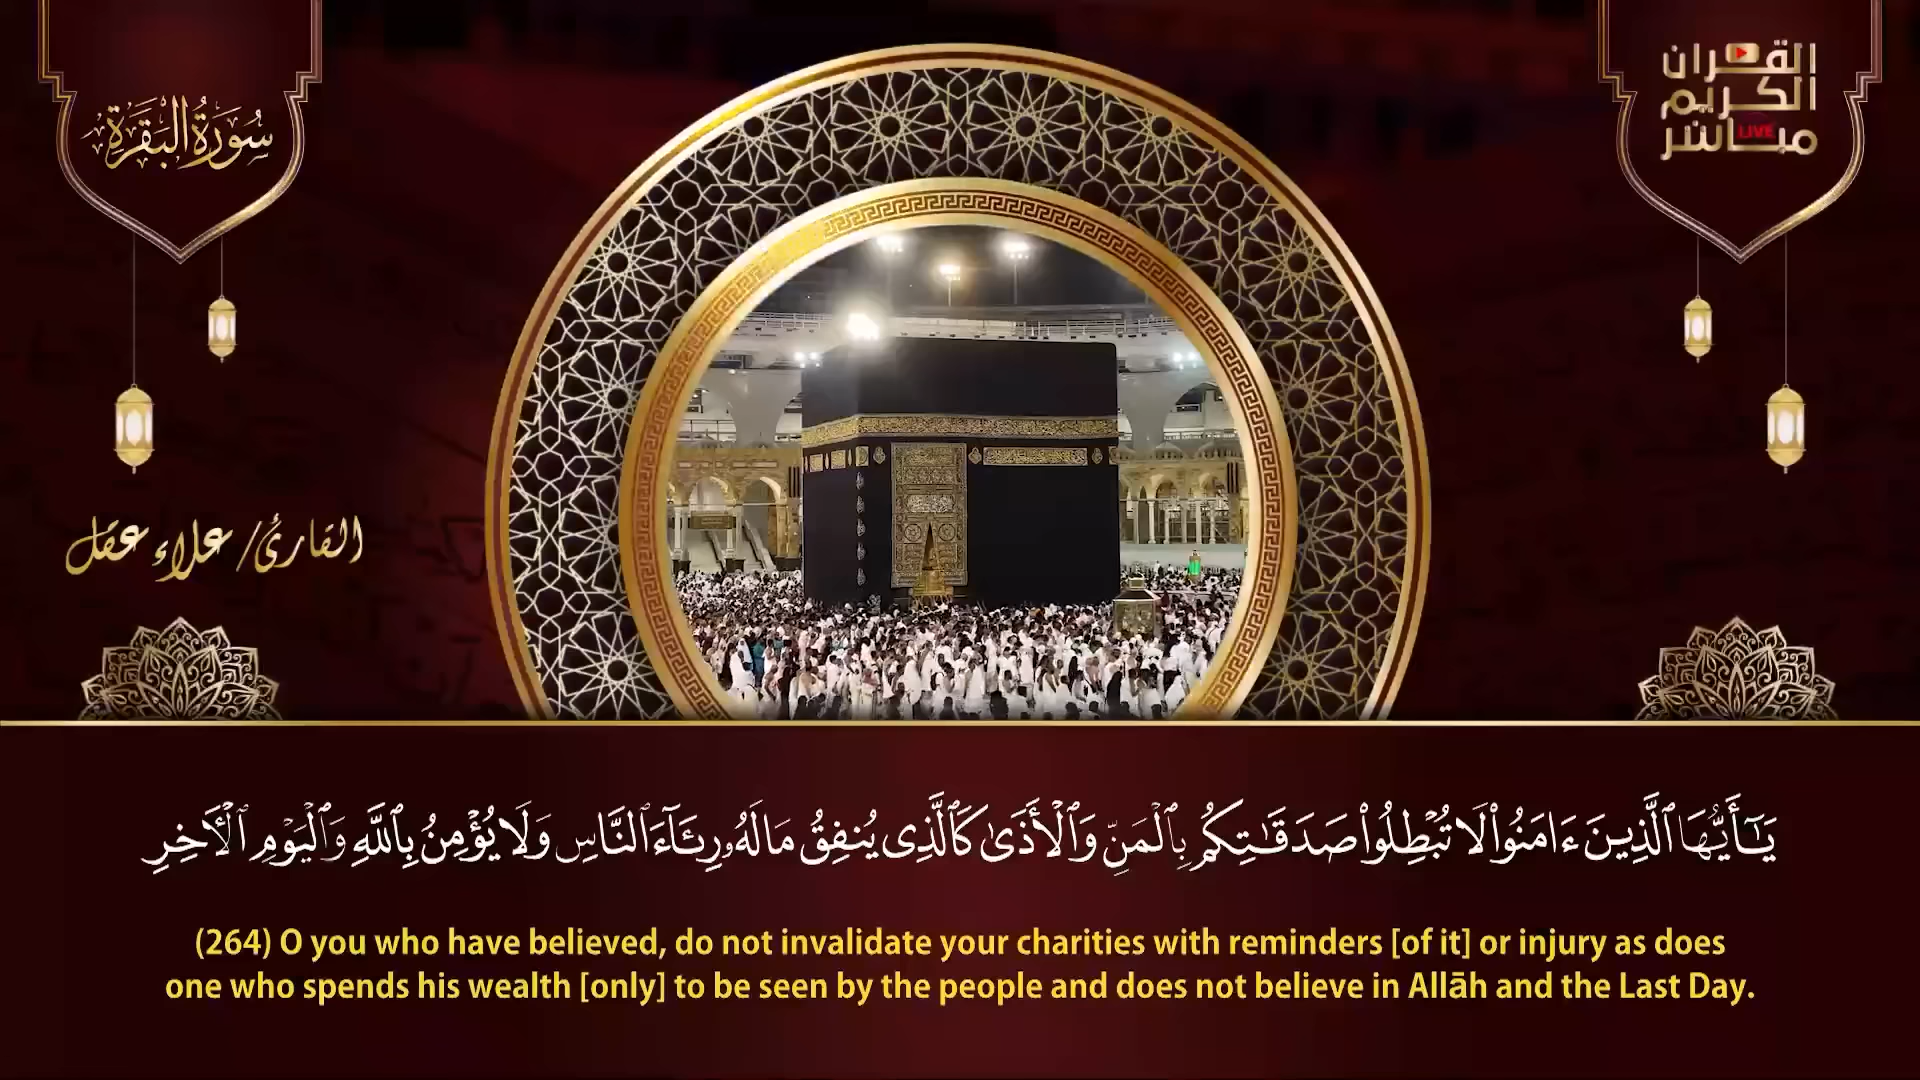 سُورَةُ الْبَقَرَةِ
القرآن
الكريم
مباشر
LIVE
القارئ/ علاء عقل
يَـٰٓأَيُّهَا ٱلَّذِينَ ءَامَنُوا۟ لَا تُبْطِلُوا۟ صَدَقَـٰتِكُم بِٱلْمَنِّ وَٱلْأَذَىٰ كَٱلَّذِى يُنفِقُ مَالَهُۥ رِئَآءَ ٱلنَّاسِ وَلَا يُؤْمِنُ بِٱللَّهِ وَٱلْيَوْمِ ٱلْـَٔاخِرِ
(264) O you who have believed, do not invalidate your charities with reminders [of it] or injury as does
one who spends his wealth [only] to be seen by the people and does not believe in Allāh and the Last Day.